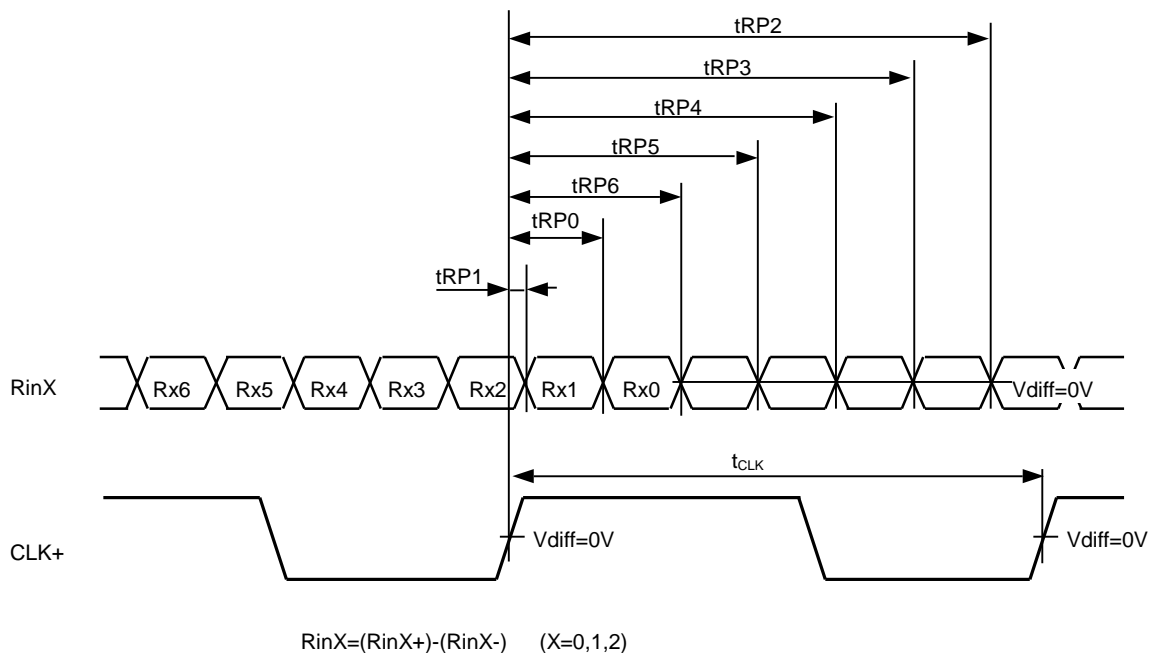 tRP2
tRP3
tRP4
tRP5
tRP6
tRP0
tRP1
RinX Rx6 Rx5 Rx4 Rx3 Rx2 Rx1 Rx0 Vdiff=0V
tCLK
CLK+ Vdiff=0V Vdiff=0V
RinX=(RinX+)-(RinX-) (X=0,1,2)